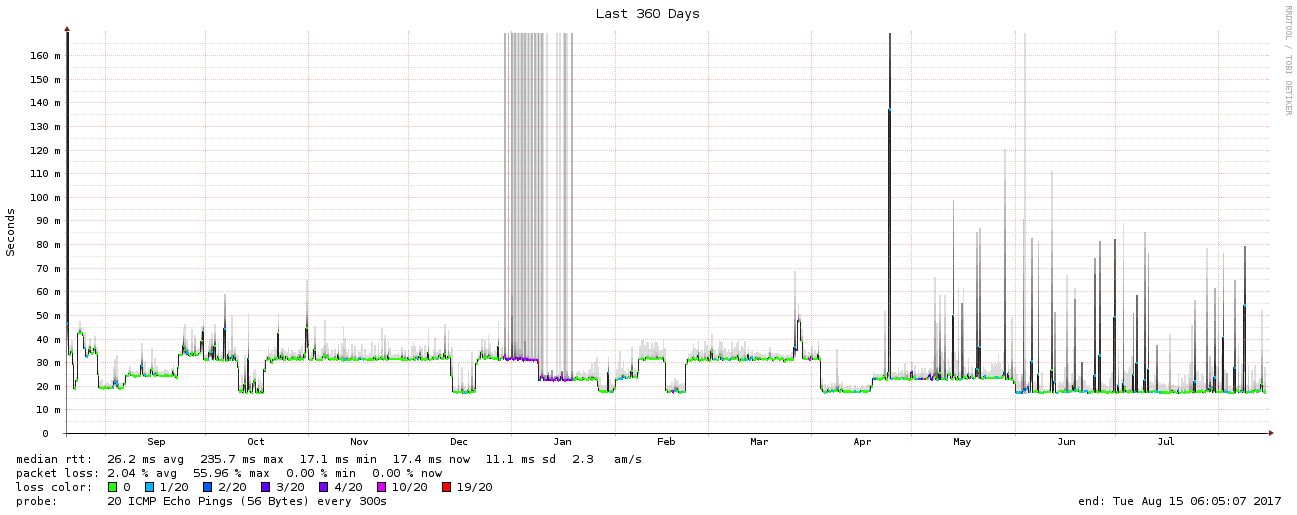 Last 360 Days
RRDTOOL / TOBI OETIKER
Seconds
160 m
150 m
140 m
130 m
120 m
110 m
100 m
90 m
80 m
70 m
60 m
50 m
40 m
30 m
20 m
10 m
0
Sep Oct Nov Dec Jan Feb Mar Apr May Jun Jul
median rtt: 26.2 ms avg 235.7 ms max 17.1 ms min 17.4 ms now 11.1 ms sd 2.3 am/s
packet loss: 2.04 % avg 55.96 % max 0.00 % min 0.00 % now
loss color: 0 1/20 2/20 3/20 4/20 10/20 19/20
probe: 20 ICMP Echo Pings (56 Bytes) every 300s end: Tue Aug 15 06:05:07 2017